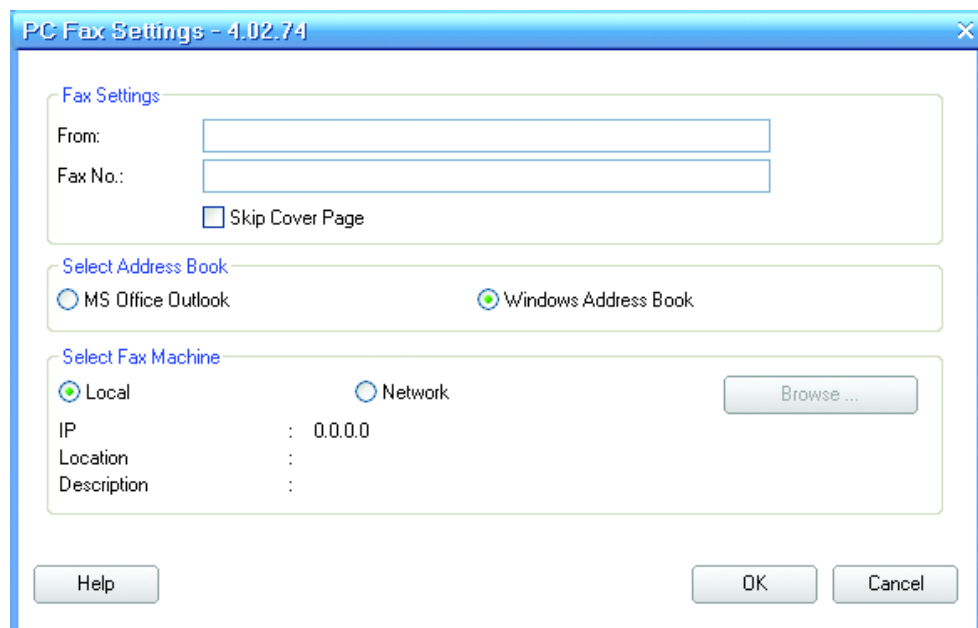 PC Fax Settings - 4.02.74
Fax Settings
From:
Fax No.:
Skip Cover Page
Select Address Book
MS Office Outlook Windows Address Book
Select Fax Machine
Local Network Browse ...
IP : 0.0.0.0
Location :
Description :
Help OK Cancel